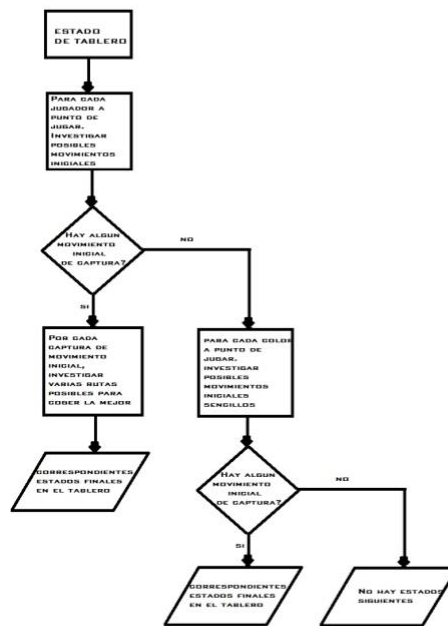 ESTADO
DE TABLERO
PARA CADA
JUGADOR A
PUNTO DE
JUGAR.
INVESTIGAR
POSIBLES
MOVIMIENTOS
INICIALES
HAY ALGUN
MOVIMIENTO
INICIAL
DE CAPTURA?
NO
SI
POR CADA
CAPTURA DE
MOVIMIENTO
INICIAL,
INVESTIGAR
VARIAS RUTAS
POSIBLES PARA
COGER LA MEJOR
PARA CADA COLOR
A PUNTO DE
JUGAR.
INVESTIGAR
POSIBLES
MOVIMIENTOS
INICIALES
SENCILLOS
CORRESPONDIENTES
ESTADOS FINALES
EN EL TABLERO
HAY ALGUN
MOVIMIENTO
INICIAL
DE CAPTURA?
NO
SI
CORRESPONDIENTES
ESTADOS FINALES
EN EL TABLERO
NO HAY ESTADOS
SIGUIENTES